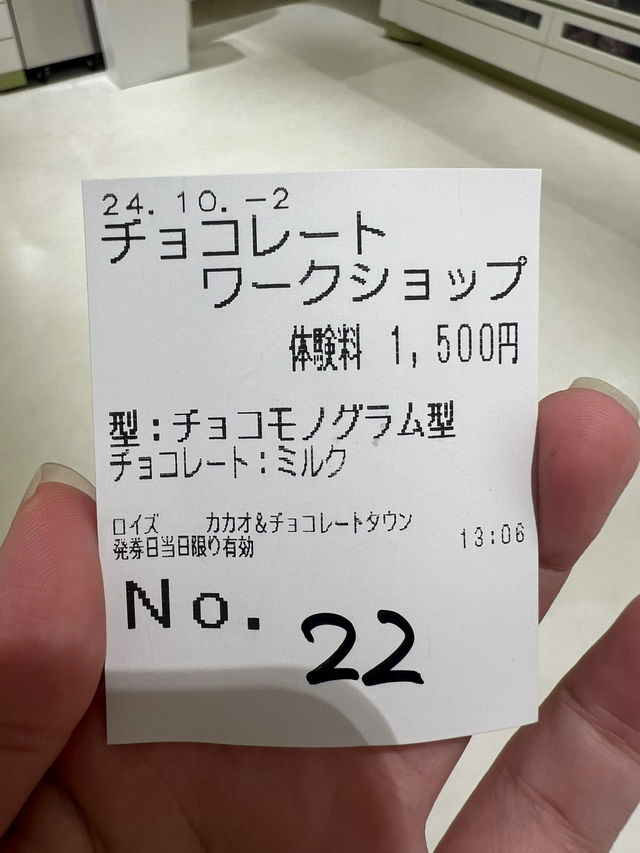 24.10.-2
チョコレート
ワークショップ
体験料 1,500円
型:チョコモノグラム型
チョコレート:ミルク
ロイズ カカオ&チョコレートタウン
発券日当日限り有効 13:06
No. 22